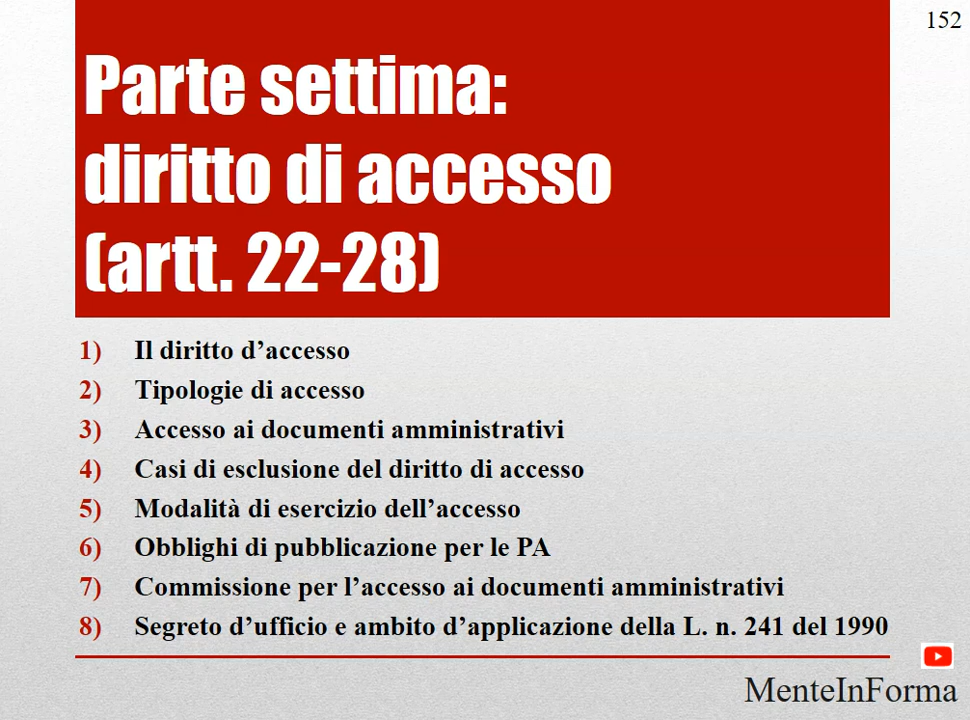 152
Parte settima:
diritto di accesso
(artt. 22-28)
1) Il diritto d’accesso
2) Tipologie di accesso
3) Accesso ai documenti amministrativi
4) Casi di esclusione del diritto di accesso
5) Modalità di esercizio dell’accesso
6) Obblighi di pubblicazione per le PA
7) Commissione per l’accesso ai documenti amministrativi
8) Segreto d’ufficio e ambito d’applicazione della L. n. 241 del 1990
MenteInForma